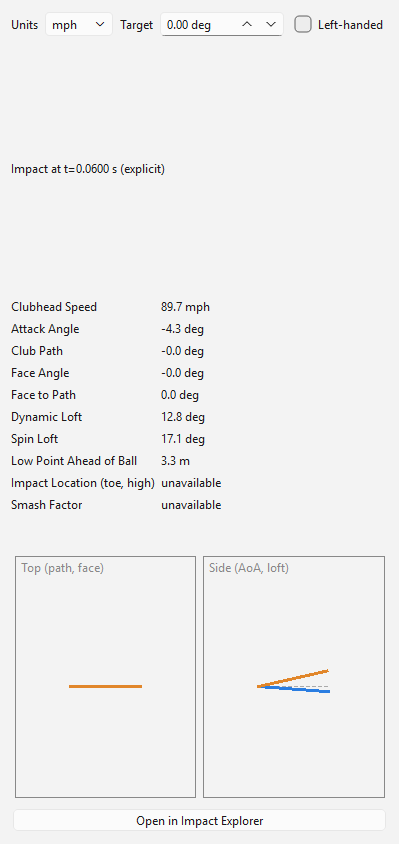 Units mph Target 0.00 deg Left-handed
Impact at t=0.0600 s (explicit)
Clubhead Speed 89.7 mph
Attack Angle -4.3 deg
Club Path -0.0 deg
Face Angle -0.0 deg
Face to Path 0.0 deg
Dynamic Loft 12.8 deg
Spin Loft 17.1 deg
Low Point Ahead of Ball 3.3 m
Impact Location (toe, high) unavailable
Smash Factor unavailable
Top (path, face) Side (AoA, loft)
Open in Impact Explorer